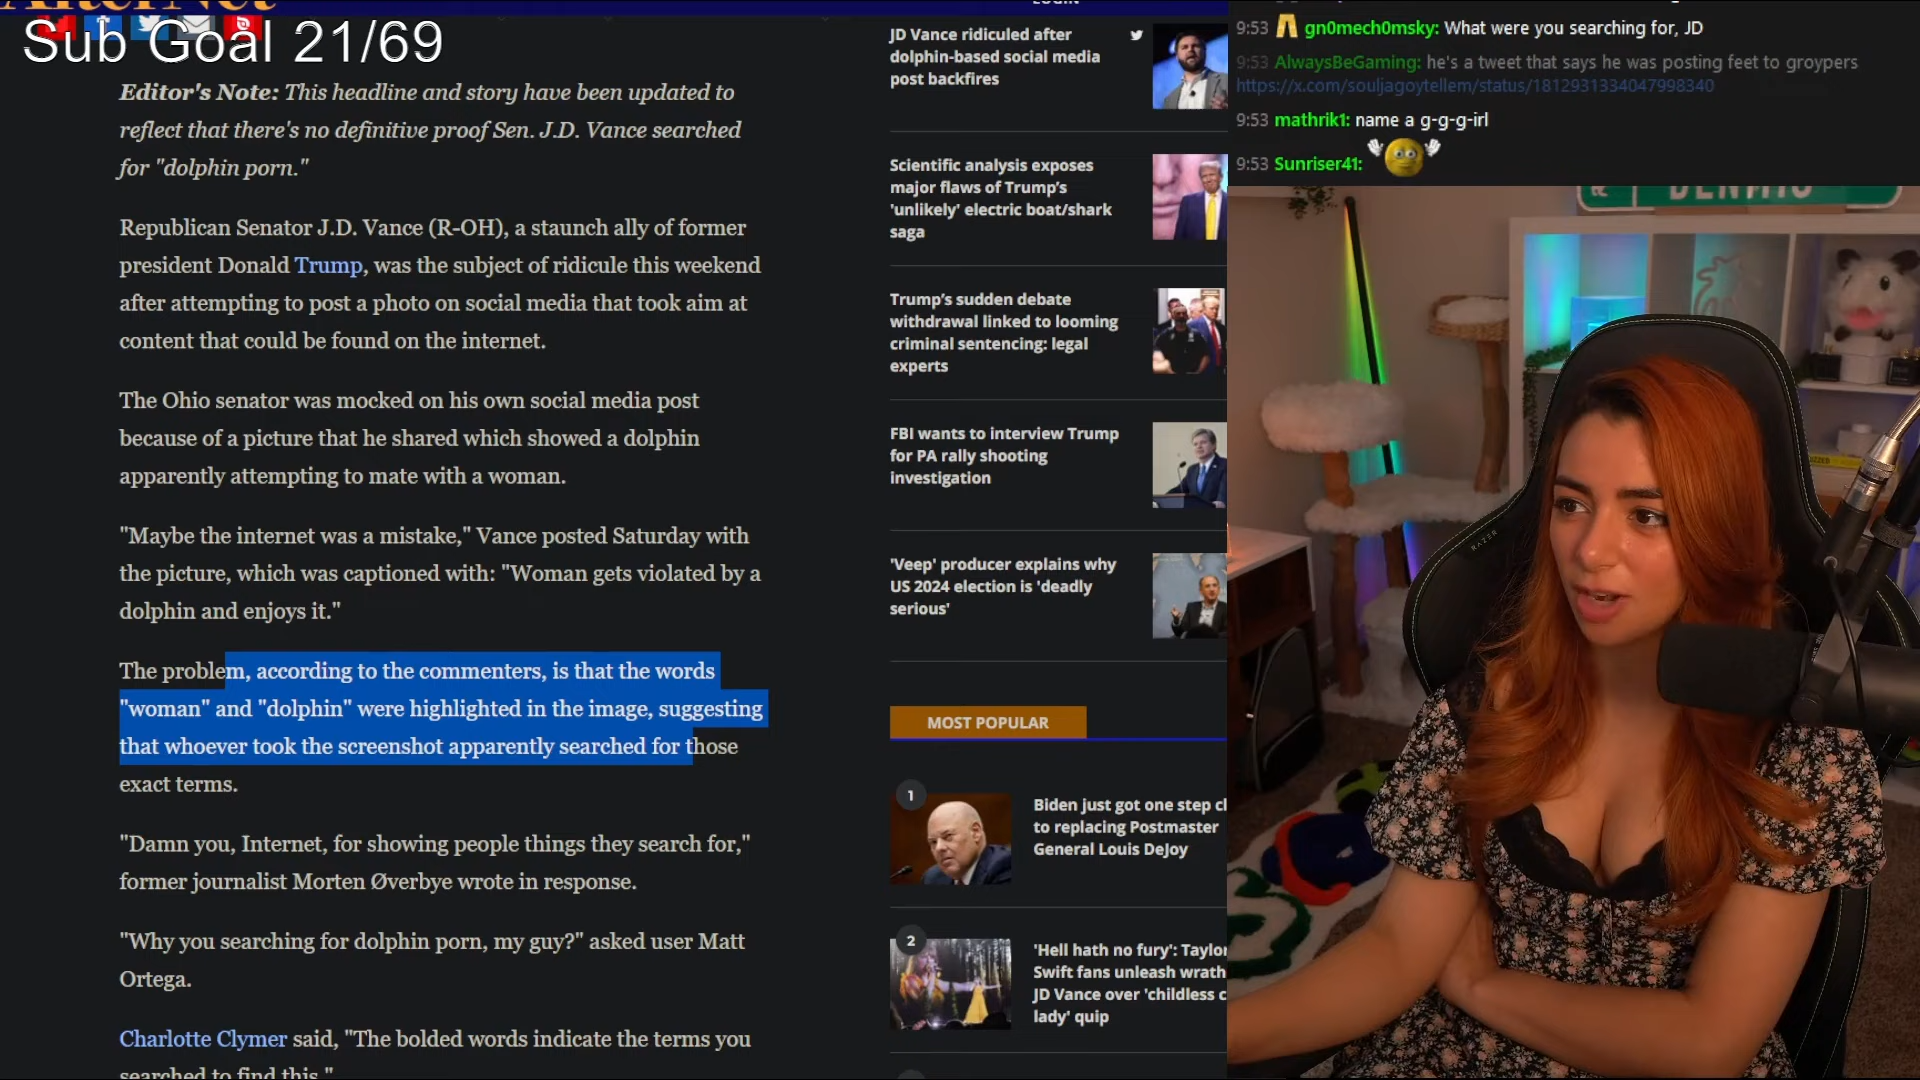 AlterNet
LOGIN
Sub Goal 21/69
Editor's Note: This headline and story have been updated to
reflect that there's no definitive proof Sen. J.D. Vance searched
for "dolphin porn."
Republican Senator J.D. Vance (R-OH), a staunch ally of former
president Donald Trump, was the subject of ridicule this weekend
after attempting to post a photo on social media that took aim at
content that could be found on the internet.
The Ohio senator was mocked on his own social media post
because of a picture that he shared which showed a dolphin
apparently attempting to mate with a woman.
"Maybe the internet was a mistake," Vance posted Saturday with
the picture, which was captioned with: "Woman gets violated by a
dolphin and enjoys it."
The problem, according to the commenters, is that the words
"woman" and "dolphin" were highlighted in the image, suggesting
that whoever took the screenshot apparently searched for those
exact terms.
"Damn you, Internet, for showing people things they search for,"
former journalist Morten Øverbye wrote in response.
"Why you searching for dolphin porn, my guy?" asked user Matt
Ortega.
Charlotte Clymer said, "The bolded words indicate the terms you
searched to find this."
JD Vance ridiculed after
dolphin-based social media
post backfires
Scientific analysis exposes
major flaws of Trump's
'unlikely' electric boat/shark
saga
Trump's sudden debate
withdrawal linked to looming
criminal sentencing: legal
experts
FBI wants to interview Trump
for PA rally shooting
investigation
'Veep' producer explains why
US 2024 election is 'deadly
serious'
MOST POPULAR
1
Biden just got one step cl
to replacing Postmaster
General Louis DeJoy
2
'Hell hath no fury': Taylor
Swift fans unleash wrath
JD Vance over 'childless c
lady' quip
9:53 gn0mech0msky: What were you searching for, JD
9:53 AlwaysBeGaming: he's a tweet that says he was posting feet to groypers
https://x.com/souljagoytellem/status/1812931334047998340
9:53 mathrik1: name a g-g-g-irl
9:53 Sunriser41:
RAZER